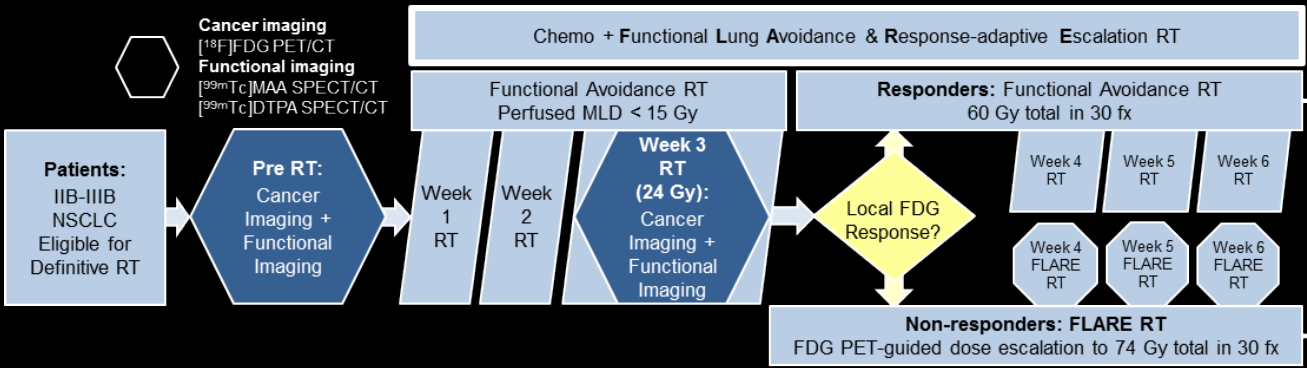 Cancer imaging
[¹⁸F]FDG PET/CT
Functional imaging
[⁹⁹ᵐTc]MAA SPECT/CT
[⁹⁹ᵐTc]DTPA SPECT/CT
Chemo + Functional Lung Avoidance & Response-adaptive Escalation RT
Functional Avoidance RT
Perfused MLD < 15 Gy
Responders: Functional Avoidance RT
60 Gy total in 30 fx
Patients:
IIB-IIIB
NSCLC
Eligible for
Definitive RT
Pre RT:
Cancer
Imaging +
Functional
Imaging
Week
1
RT
Week
2
RT
Week 3
RT
(24 Gy):
Cancer
Imaging +
Functional
Imaging
Local FDG
Response?
Week 4
RT
Week 5
RT
Week 6
RT
Week 4
FLARE
RT
Week 5
FLARE
RT
Week 6
FLARE
RT
Non-responders: FLARE RT
FDG PET-guided dose escalation to 74 Gy total in 30 fx